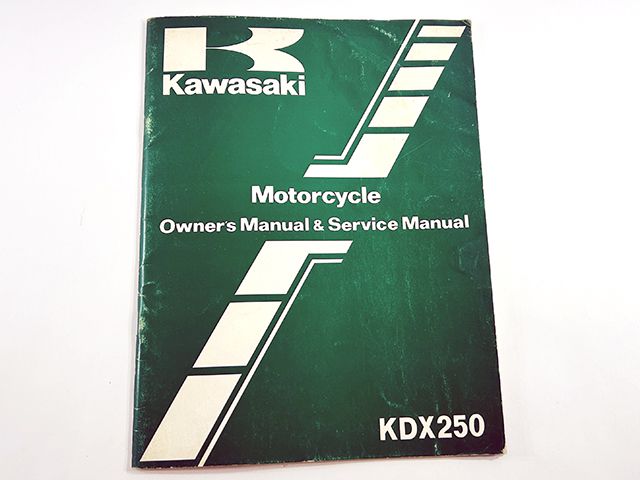 Kawasaki
Motorcycle
Owner's Manual & Service Manual
KDX250